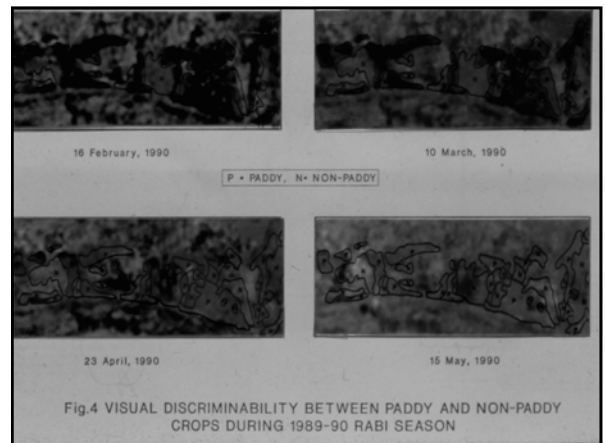 16 February, 1990
10 March, 1990
P • PADDY, N• NON-PADDY
23 April, 1990
15 May, 1990
Fig.4 VISUAL DISCRIMINABILITY BETWEEN PADDY AND NON-PADDY
CROPS DURING 1989-90 RABI SEASON